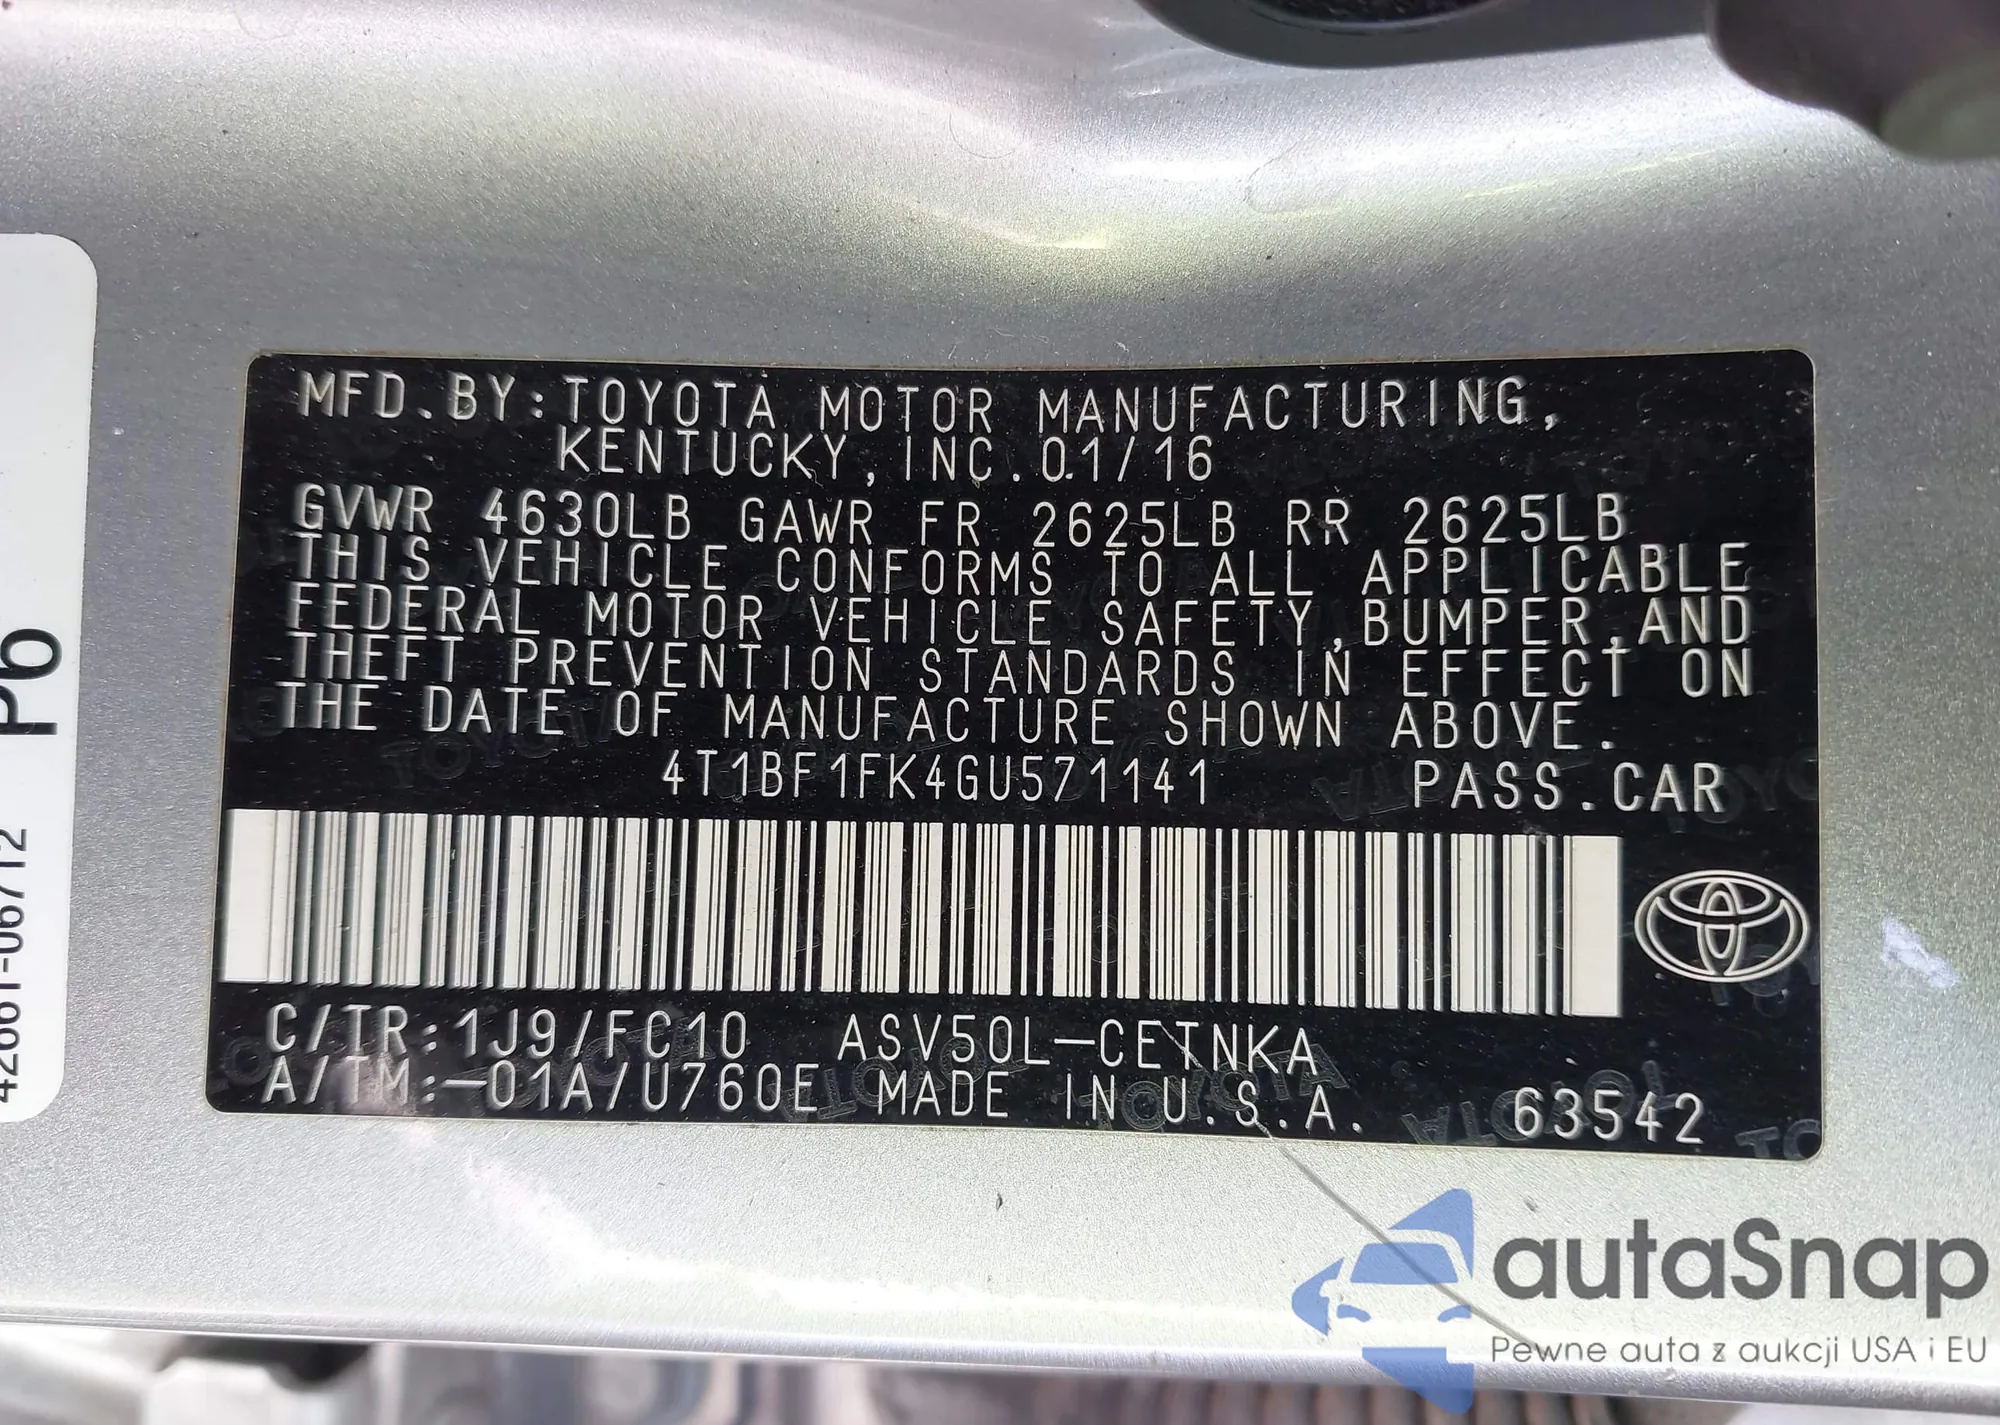 MFD.BY:TOYOTA MOTOR MANUFACTURING,
KENTUCKY,INC.01/16
GVWR 4630LB GAWR FR 2625LB RR 2625LB
THIS VEHICLE CONFORMS TO ALL APPLICABLE
FEDERAL MOTOR VEHICLE SAFETY,BUMPER,AND
THEFT PREVENTION STANDARDS IN EFFECT ON
THE DATE OF MANUFACTURE SHOWN ABOVE.
4T1BF1FK4GU571141 PASS.CAR
C/TR:1J9/FC10 ASV50L-CETNKA
A/TM:-01A/U760E MADE IN U.S.A. 63542
42661-06712
autaSnap
Pewne auta z aukcji USA i EU